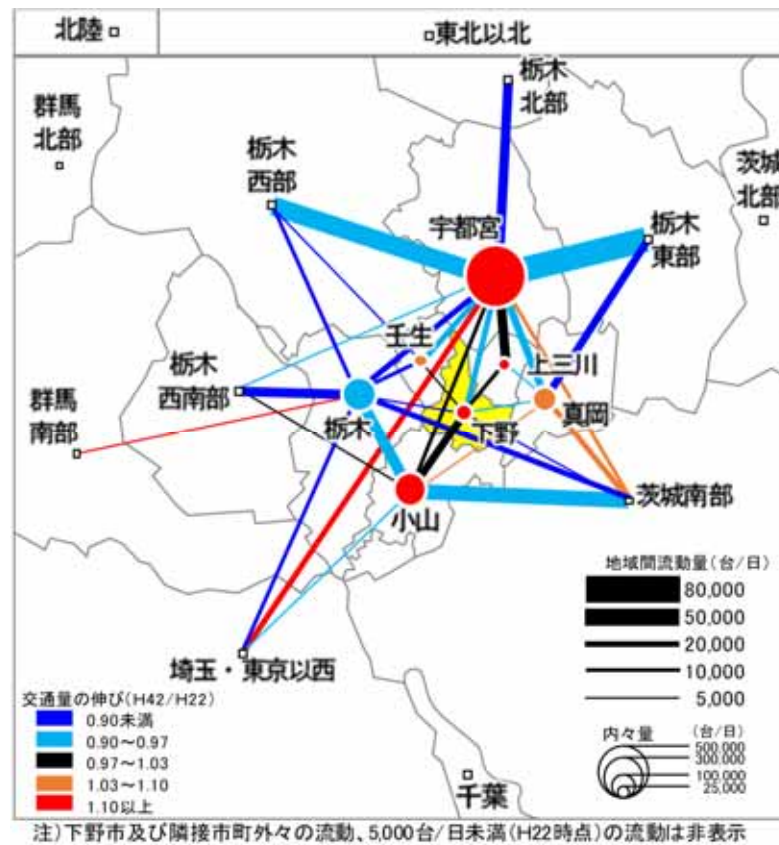 北陸
東北以北
栃木
北部
群馬
北部
茨城
北部
栃木
西部
宇都宮
栃木
東部
壬生
上三川
栃木
西南部
群馬
南部
栃木
下野
真岡
小山
茨城南部
埼玉・東京以西
千葉
地域間流動量(台/日)
80,000
50,000
20,000
10,000
5,000
内々量 (台/日)
500,000
300,000
100,000
25,000
交通量の伸び(H42/H22)
0.90未満
0.90～0.97
0.97～1.03
1.03～1.10
1.10以上
注)下野市及び隣接市町外々の流動、5,000台/日未満(H22時点)の流動は非表示